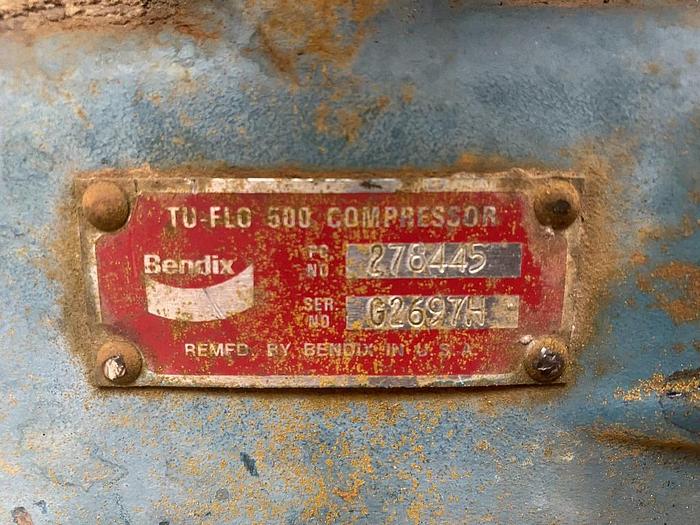 TU-FLO 500 COMPRESSOR
Bendix
PC NO 278445
SER NO G2697H
REMFD. BY BENDIX IN U.S.A.